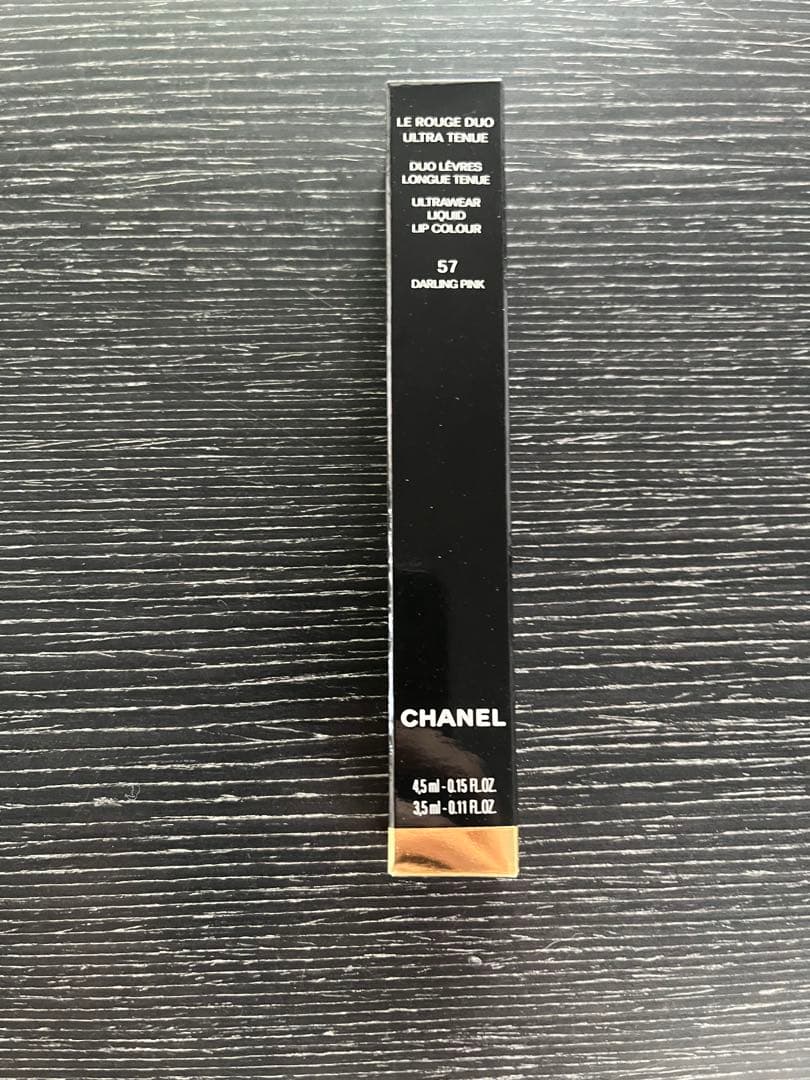 LE ROUGE DUO
ULTRA TENUE
DUO LÈVRES
LONGUE TENUE
ULTRAWEAR
LIQUID
LIP COLOUR
57
DARLING PINK
CHANEL
4,5 ml - 0.15 FL.OZ.
3,5 ml - 0.11 FL.OZ.